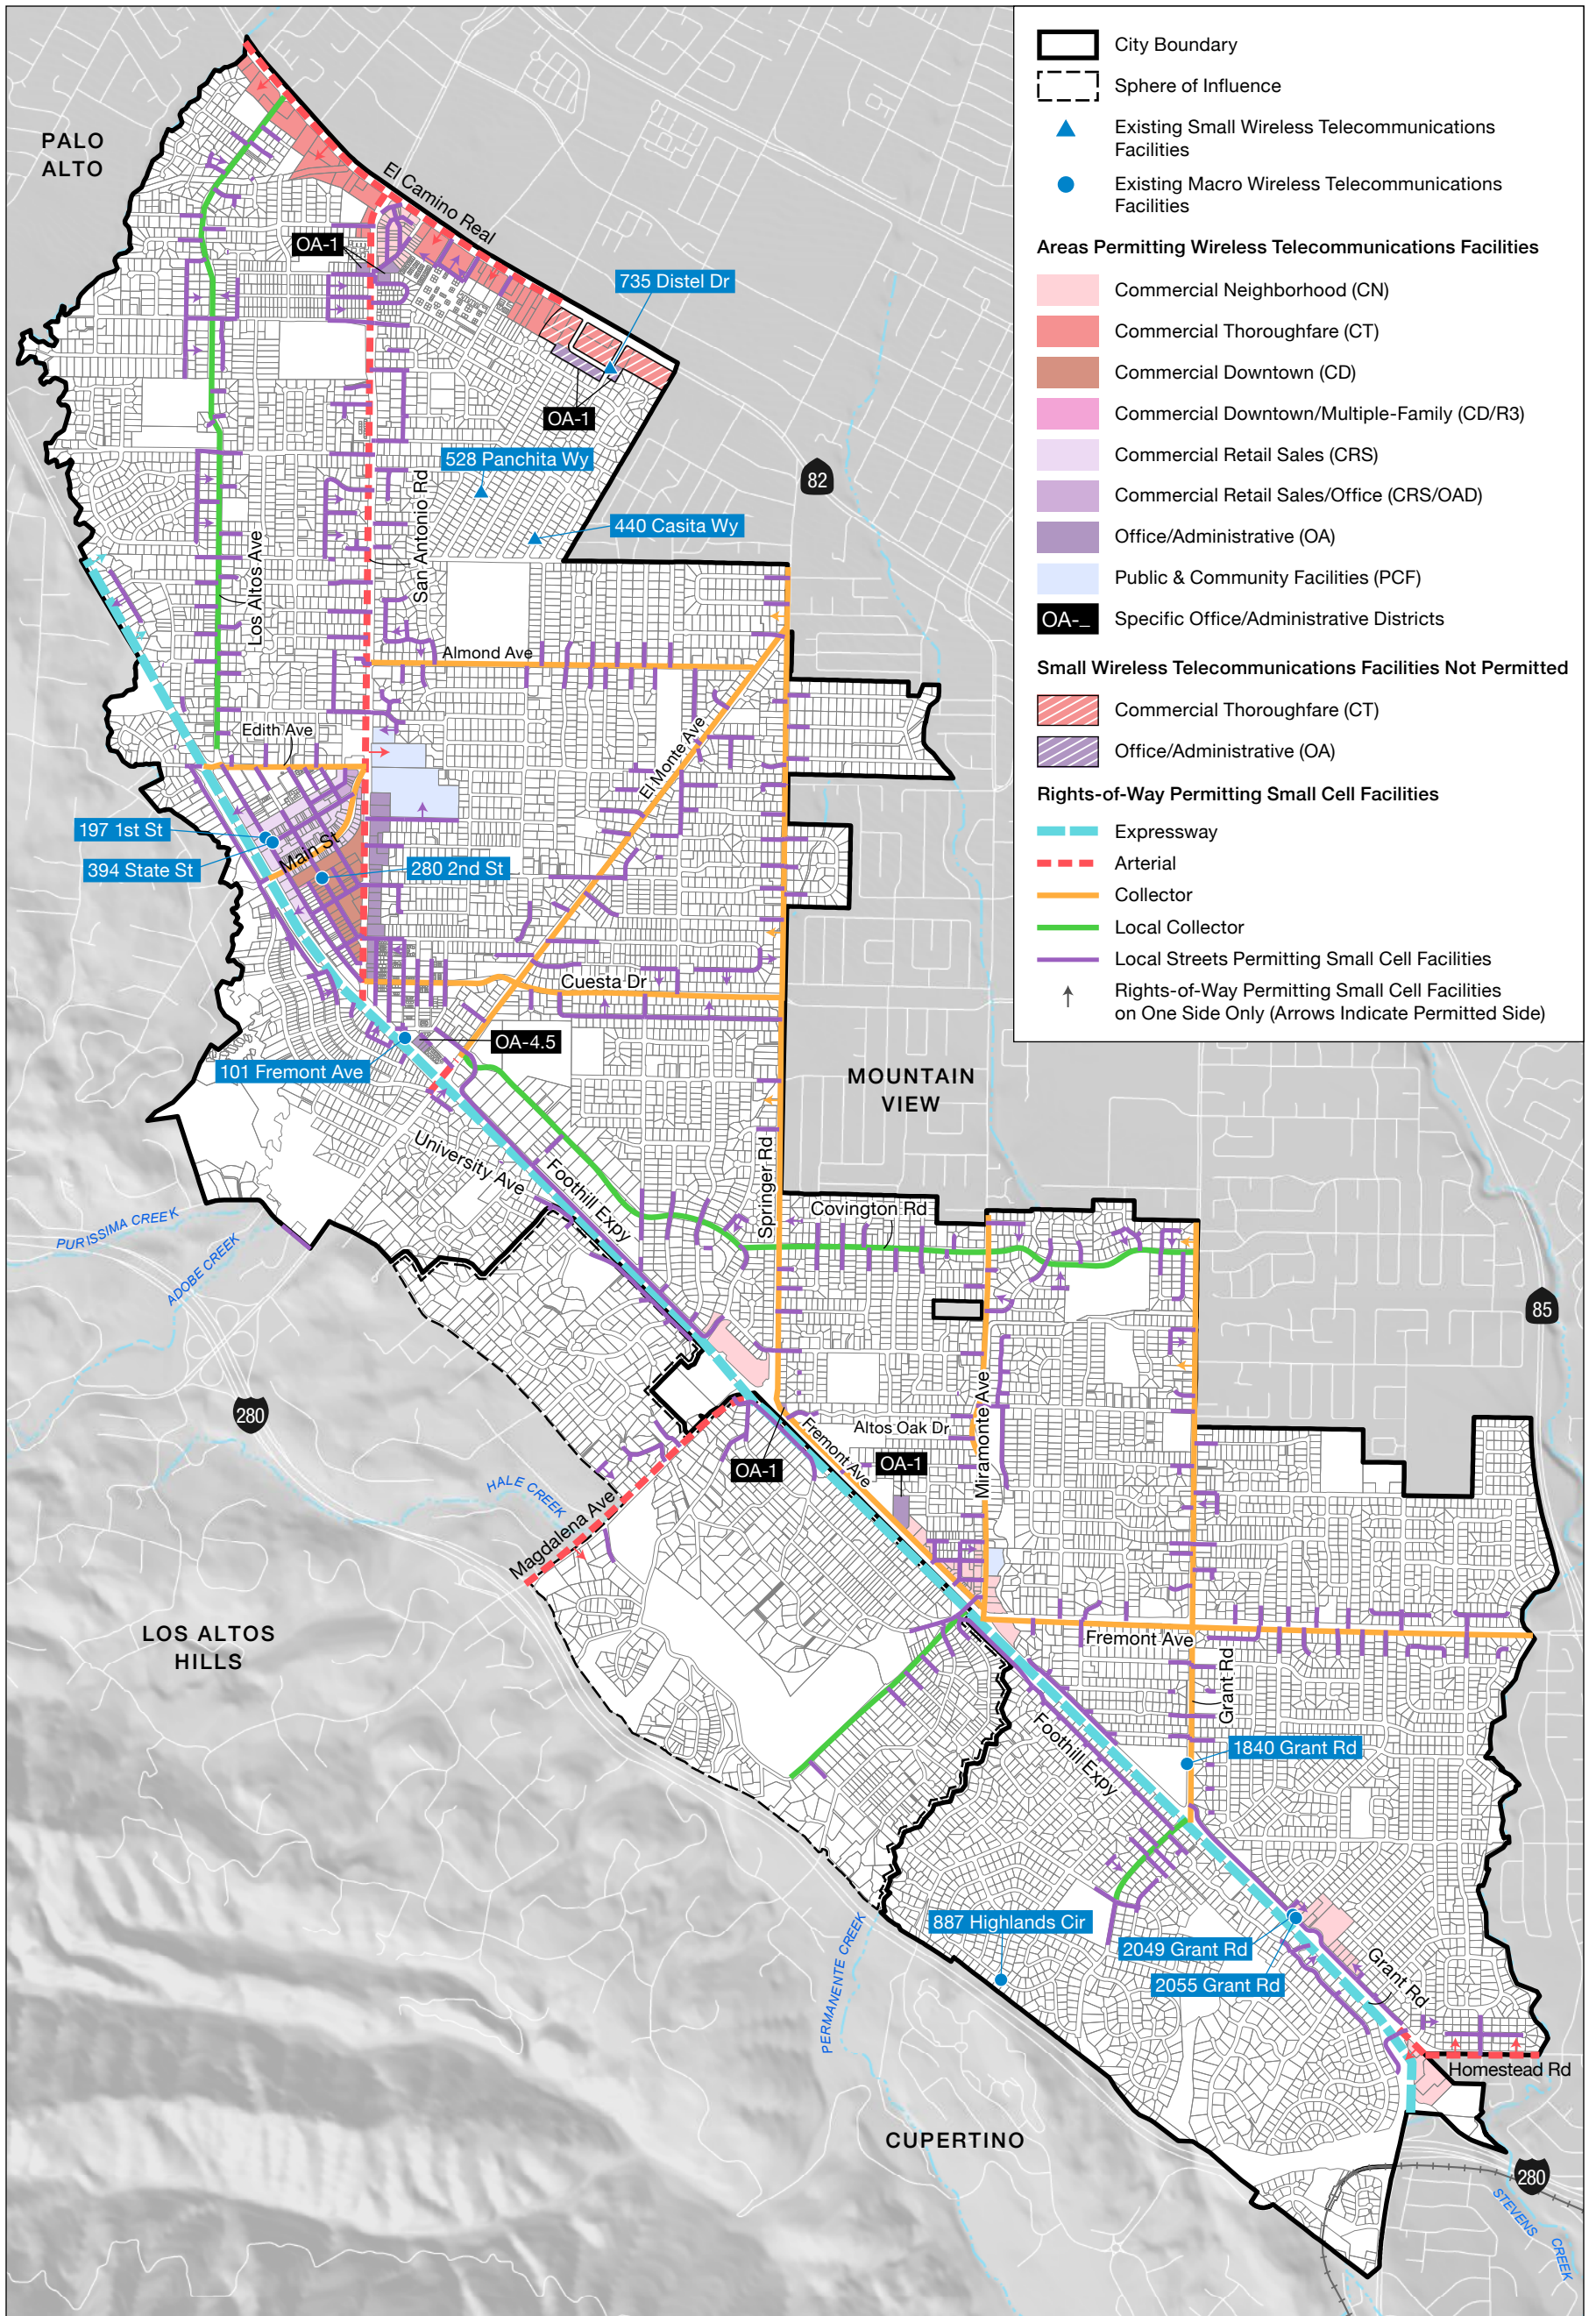 City Boundary
Sphere of Influence
Existing Small Wireless Telecommunications
Facilities
Existing Macro Wireless Telecommunications
Facilities
Areas Permitting Wireless Telecommunications Facilities
Commercial Neighborhood (CN)
Commercial Thoroughfare (CT)
Commercial Downtown (CD)
Commercial Downtown/Multiple-Family (CD/R3)
Commercial Retail Sales (CRS)
Commercial Retail Sales/Office (CRS/OAD)
Office/Administrative (OA)
Public & Community Facilities (PCF)
OA-_ Specific Office/Administrative Districts
Small Wireless Telecommunications Facilities Not Permitted
Commercial Thoroughfare (CT)
Office/Administrative (OA)
Rights-of-Way Permitting Small Cell Facilities
Expressway
Arterial
Collector
Local Collector
Local Streets Permitting Small Cell Facilities
Rights-of-Way Permitting Small Cell Facilities
on One Side Only (Arrows Indicate Permitted Side)
PALO
ALTO
El Camino Real
OA-1
735 Distel Dr
OA-1
528 Panchita Wy
82
440 Casita Wy
San Antonio Rd
Los Altos Ave
Almond Ave
Edith Ave
El Monte Ave
197 1st St
Main St
394 State St
280 2nd St
Cuesta Dr
OA-4.5
101 Fremont Ave
MOUNTAIN
VIEW
University Ave
Foothill Expy
Springer Rd
Covington Rd
PURISSIMA CREEK
ADOBE CREEK
85
280
Miramonte Ave
Altos Oak Dr
Fremont Ave
OA-1
OA-1
HALE CREEK
Magdalena Ave
LOS ALTOS
HILLS
Fremont Ave
Grant Rd
Foothill Expy
1840 Grant Rd
887 Highlands Cir
2049 Grant Rd
2055 Grant Rd
Grant Rd
PERMANENTE CREEK
Homestead Rd
CUPERTINO
280
STEVENS
CREEK